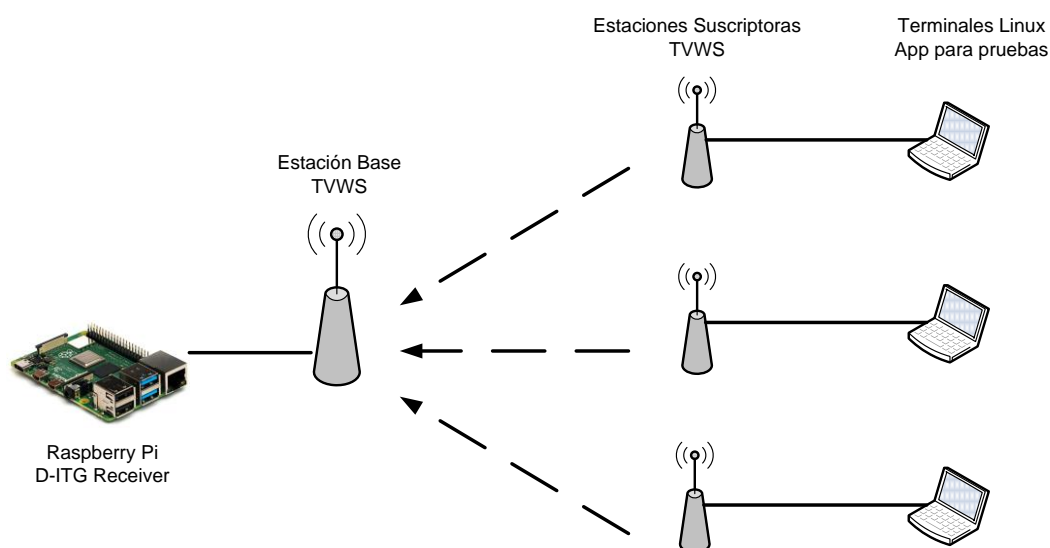 Estaciones Suscriptoras
TVWS
Terminales Linux
App para pruebas
Estación Base
TVWS
Raspberry Pi
D-ITG Receiver